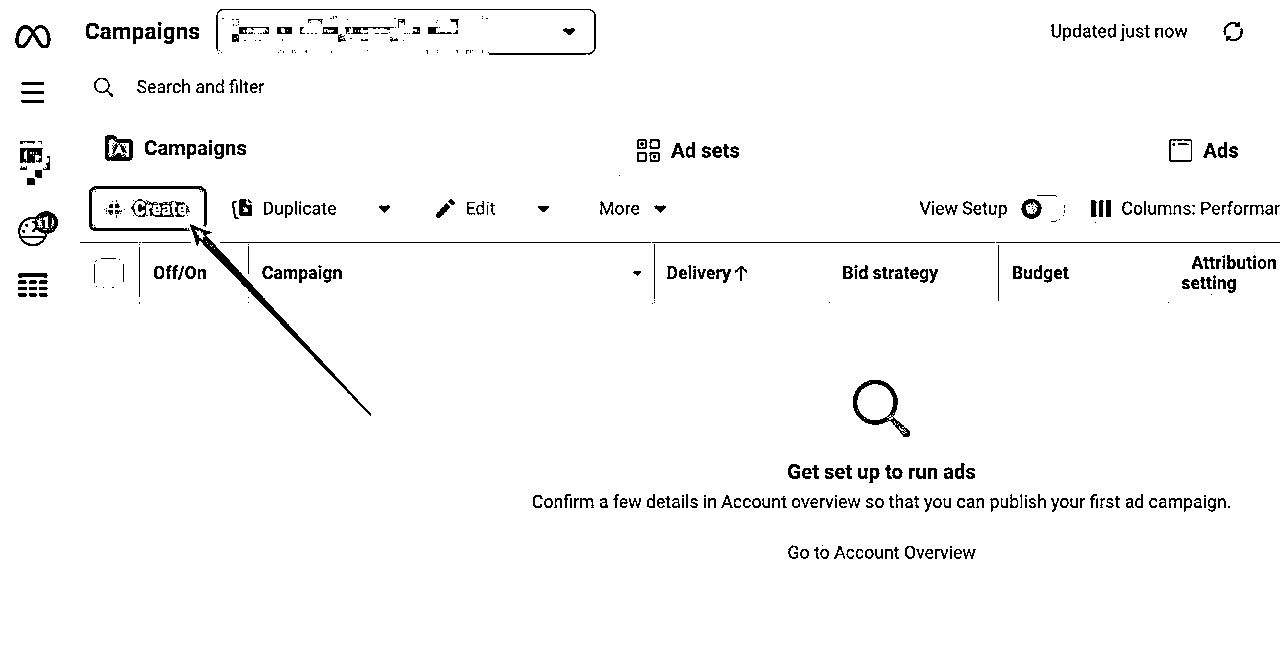 Campaigns
Updated just now
Search and filter
Campaigns
Ad sets
Ads
Create
Duplicate
Edit
More
View Setup
Columns: Performan
Off/On
Campaign
Delivery↑
Bid strategy
Budget
Attribution
setting
Get set up to run ads
Confirm a few details in Account overview so that you can publish your first ad campaign.
Go to Account Overview